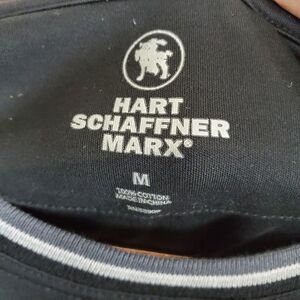 HART
SCHAFFNER
MARX®
M
100% COTTON
MADE IN CHINA